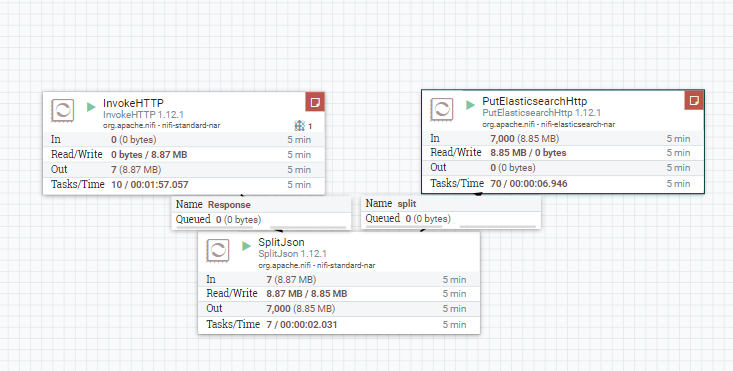 InvokeHTTP
InvokeHTTP 1.12.1
org.apache.nifi - nifi-standard-nar
1
In 0 (0 bytes) 5 min
Read/Write 0 bytes / 8.87 MB 5 min
Out 7 (8.87 MB) 5 min
Tasks/Time 10 / 00:01:57.057 5 min
PutElasticsearchHttp
PutElasticsearchHttp 1.12.1
org.apache.nifi - nifi-elasticsearch-nar
In 7,000 (8.85 MB) 5 min
Read/Write 8.85 MB / 0 bytes 5 min
Out 0 (0 bytes) 5 min
Tasks/Time 70 / 00:00:06.946 5 min
Name Response
Queued 0 (0 bytes)
Name split
Queued 0 (0 bytes)
SplitJson
SplitJson 1.12.1
org.apache.nifi - nifi-standard-nar
In 7 (8.87 MB) 5 min
Read/Write 8.87 MB / 8.85 MB 5 min
Out 7,000 (8.85 MB) 5 min
Tasks/Time 7 / 00:00:02.031 5 min